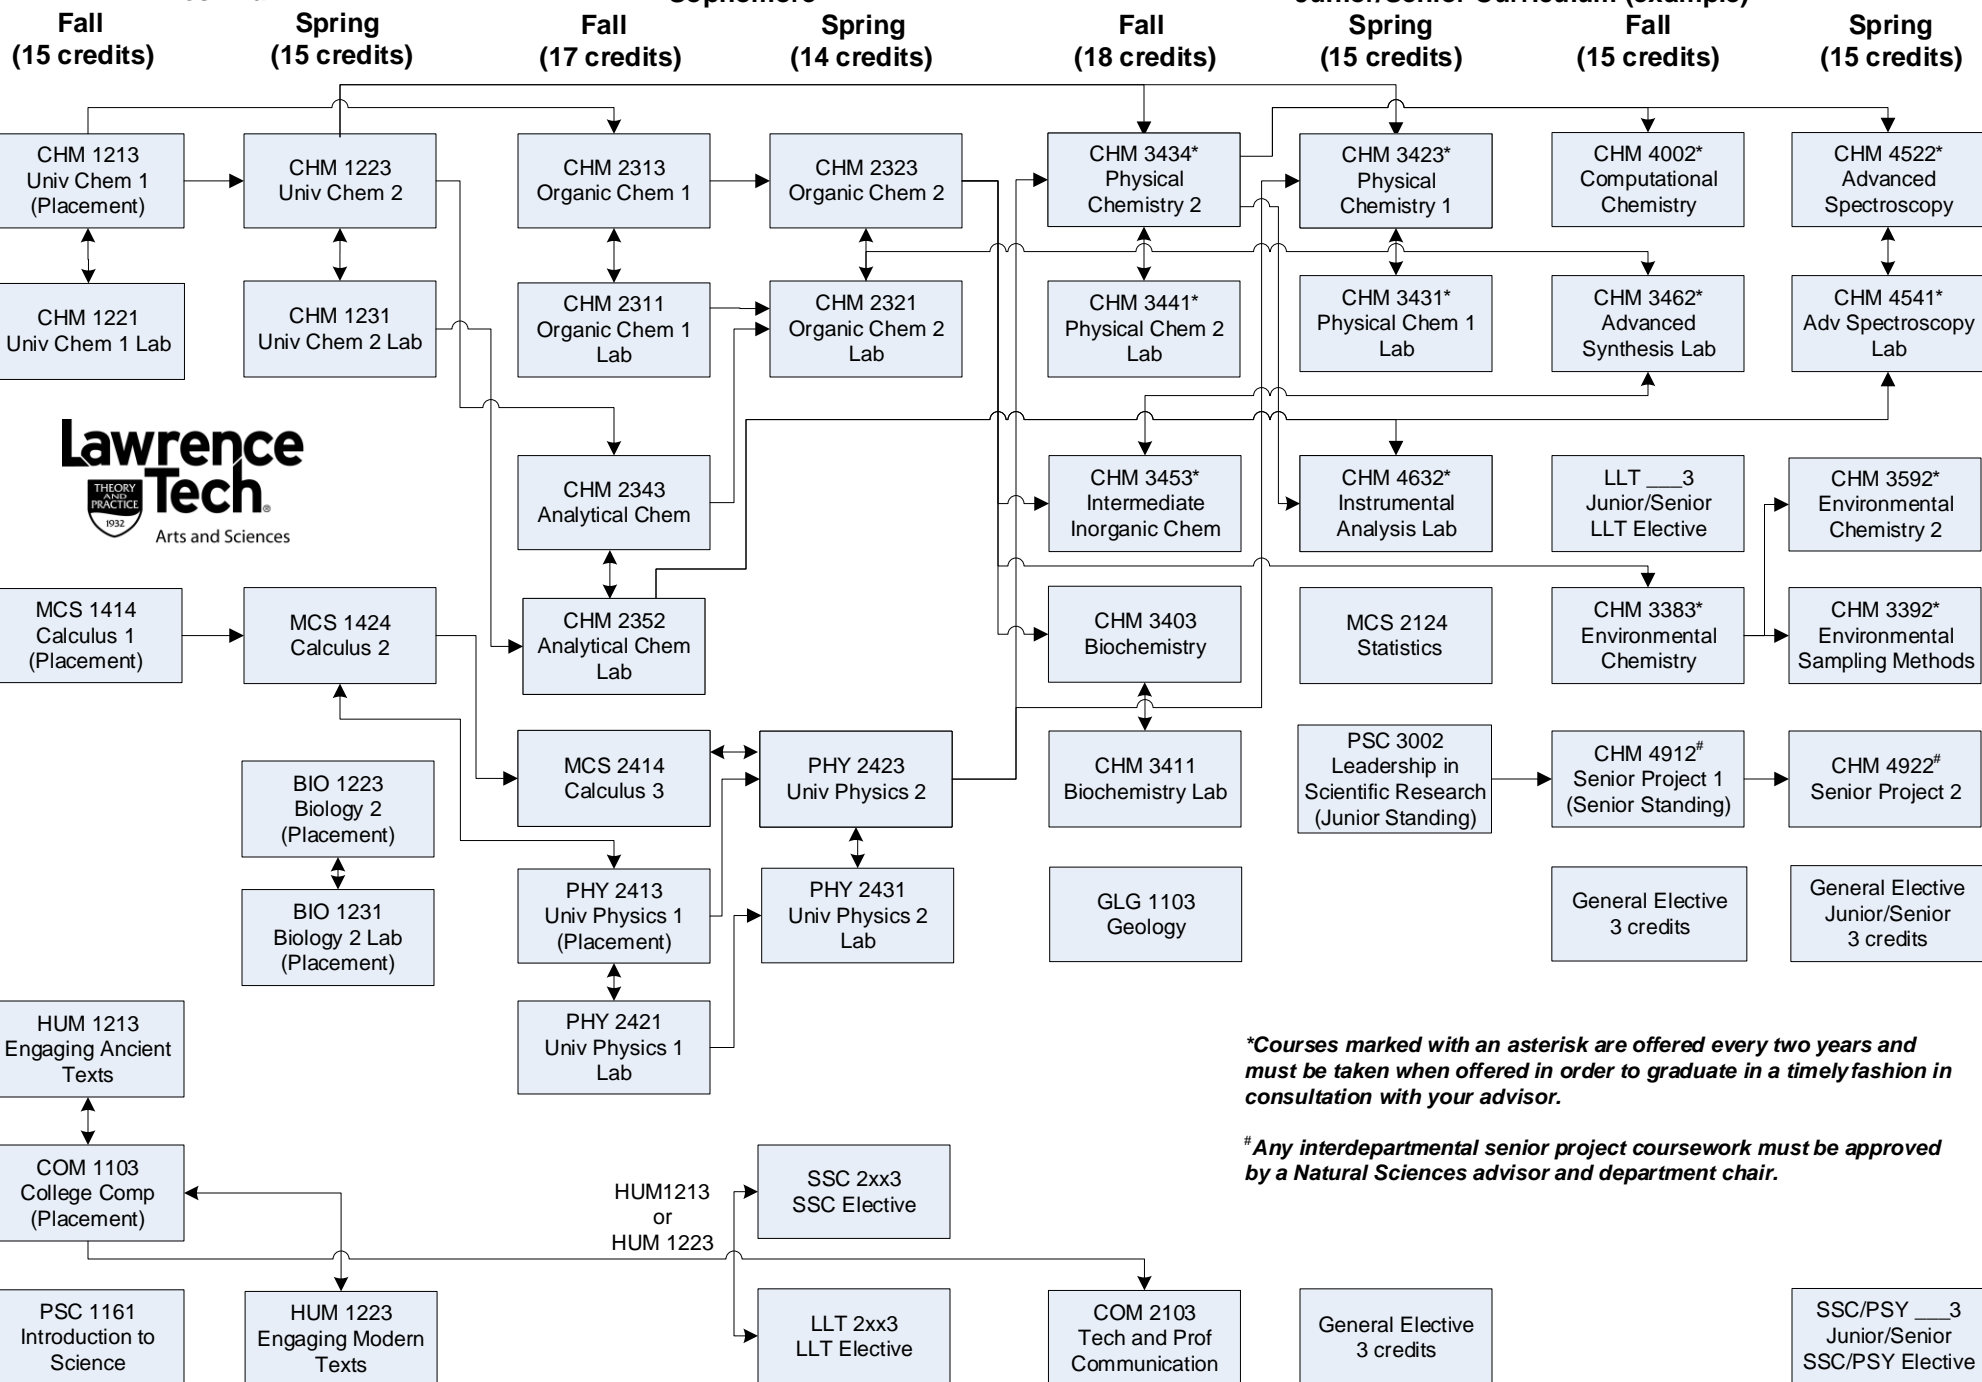 Sophomore
Junior/Senior Curriculum (example)
Fall
(15 credits)
Spring
(15 credits)
Fall
(17 credits)
Spring
(14 credits)
Fall
(18 credits)
Spring
(15 credits)
Fall
(15 credits)
Spring
(15 credits)
CHM 1213
Univ Chem 1
(Placement)
CHM 1223
Univ Chem 2
CHM 2313
Organic Chem 1
CHM 2323
Organic Chem 2
CHM 3434*
Physical
Chemistry 2
CHM 3423*
Physical
Chemistry 1
CHM 4002*
Computational
Chemistry
CHM 4522*
Advanced
Spectroscopy
CHM 1221
Univ Chem 1 Lab
CHM 1231
Univ Chem 2 Lab
CHM 2311
Organic Chem 1
Lab
CHM 2321
Organic Chem 2
Lab
CHM 3441*
Physical Chem 2
Lab
CHM 3431*
Physical Chem 1
Lab
CHM 3462*
Advanced
Synthesis Lab
CHM 4541*
Adv Spectroscopy
Lab
Lawrence
Tech
THEORY
AND
PRACTICE
1932
Arts and Sciences
CHM 2343
Analytical Chem
CHM 3453*
Intermediate
Inorganic Chem
CHM 4632*
Instrumental
Analysis Lab
LLT ___3
Junior/Senior
LLT Elective
CHM 3592*
Environmental
Chemistry 2
MCS 1414
Calculus 1
(Placement)
MCS 1424
Calculus 2
CHM 2352
Analytical Chem
Lab
CHM 3403
Biochemistry
MCS 2124
Statistics
CHM 3383*
Environmental
Chemistry
CHM 3392*
Environmental
Sampling Methods
BIO 1223
Biology 2
(Placement)
MCS 2414
Calculus 3
PHY 2423
Univ Physics 2
CHM 3411
Biochemistry Lab
PSC 3002
Leadership in
Scientific Research
(Junior Standing)
CHM 4912#
Senior Project 1
(Senior Standing)
CHM 4922#
Senior Project 2
BIO 1231
Biology 2 Lab
(Placement)
PHY 2413
Univ Physics 1
(Placement)
PHY 2431
Univ Physics 2
Lab
GLG 1103
Geology
General Elective
3 credits
General Elective
Junior/Senior
3 credits
HUM 1213
Engaging Ancient
Texts
PHY 2421
Univ Physics 1
Lab
*Courses marked with an asterisk are offered every two years and
must be taken when offered in order to graduate in a timely fashion in
consultation with your advisor.
#Any interdepartmental senior project coursework must be approved
by a Natural Sciences advisor and department chair.
COM 1103
College Comp
(Placement)
HUM1213
or
HUM 1223
SSC 2xx3
SSC Elective
PSC 1161
Introduction to
Science
HUM 1223
Engaging Modern
Texts
LLT 2xx3
LLT Elective
COM 2103
Tech and Prof
Communication
General Elective
3 credits
SSC/PSY ___3
Junior/Senior
SSC/PSY Elective